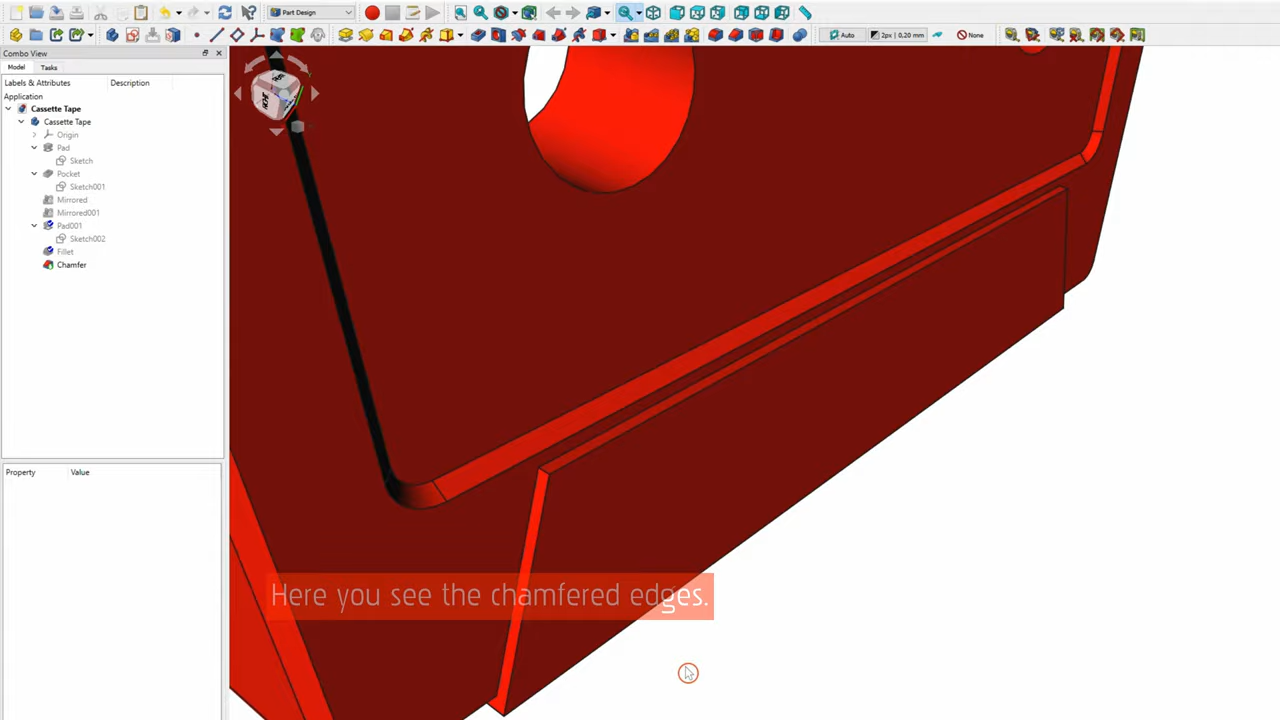 Part Design
Auto
2px | 0,20 mm
None
Combo View
Model Tasks
Labels & Attributes Description
Application
Cassette Tape
Cassette Tape
Origin
Pad
Sketch
Pocket
Sketch001
Mirrored
Mirrored001
Pad001
Sketch002
Fillet
Chamfer
Property Value
Here you see the chamfered edges.